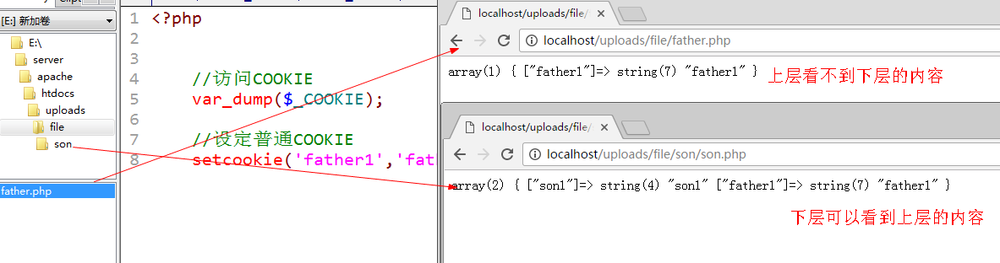 [E:] 新加卷
E:\
server
apache
htdocs
uploads
file
son
father.php
1 <?php
2
3
4 //访问COOKIE
5 var_dump($_COOKIE);
6
7 //设定普通COOKIE
8 setcookie('father1','fat
localhost/uploads/file/
localhost/uploads/file/father.php
array(1) { ["father1"]=> string(7) "father1" }
上层看不到下层的内容
localhost/uploads/file/
localhost/uploads/file/son/son.php
array(2) { ["son1"]=> string(4) "son1" ["father1"]=> string(7) "father1" }
下层可以看到上层的内容